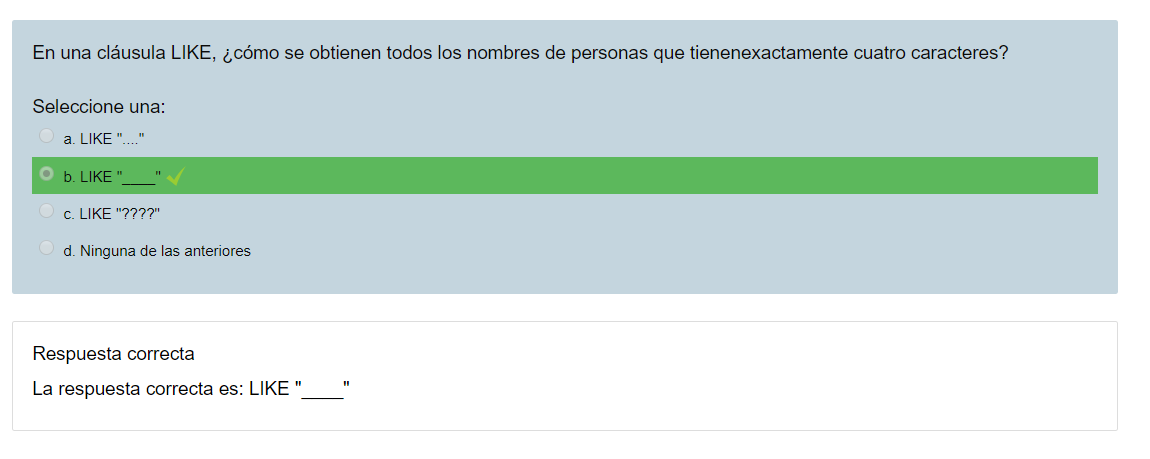 En una cláusula LIKE, ¿cómo se obtienen todos los nombres de personas que tienenexactamente cuatro caracteres?
Seleccione una:
a. LIKE "...."
b. LIKE "____"
c. LIKE "????"
d. Ninguna de las anteriores
Respuesta correcta
La respuesta correcta es: LIKE "____"